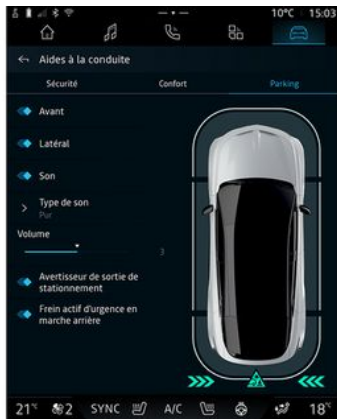 10°C 15:03
Aides à la conduite
Sécurité Confort Parking
Avant
Latéral
Son
Type de son
Pur
Volume
3
Avertisseur de sortie de
stationnement
Frein actif d'urgence en
marche arrière
21°C 2 SYNC A/C 18°C